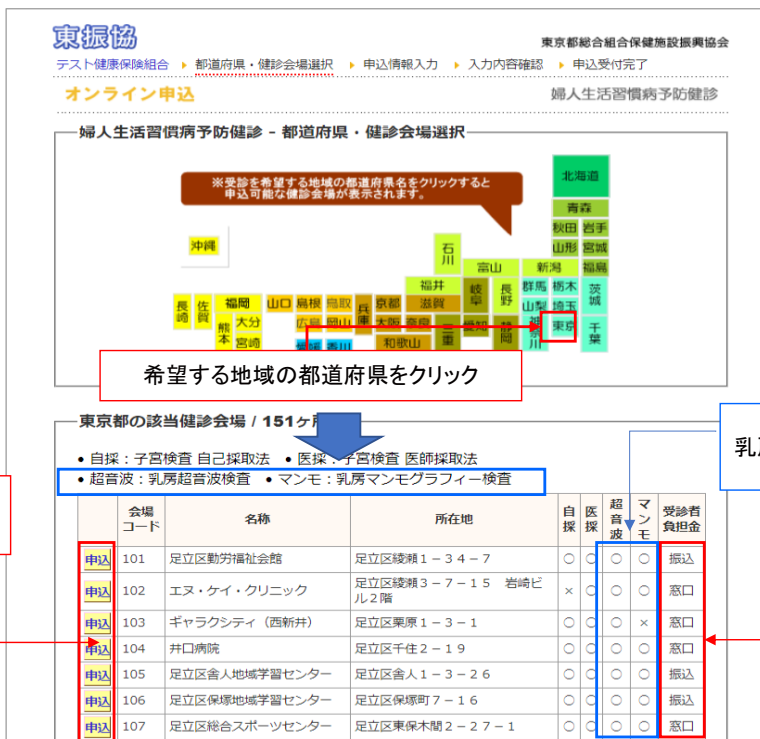 東振協
東京都総合組合保健施設振興協会
テスト健康保険組合 ▶ 都道府県・健診会場選択 ▶ 申込情報入力 ▶ 入力内容確認 ▶ 申込受付完了
オンライン申込
婦人生活習慣病予防健診
婦人生活習慣病予防健診 - 都道府県・健診会場選択
※受診を希望する地域の都道府県名をクリックすると
申込可能な健診会場が表示されます。
北海道
青森
秋田 岩手
山形 宮城
福島
沖縄
石川
富山 新潟
福井 岐阜 長野 群馬 栃木 茨城
長崎 佐賀 福岡 山口 島根 鳥取 兵庫 京都 滋賀 山梨 埼玉
熊本 大分 広島 岡山 大阪 奈良 三重 愛知 静岡 神奈川 東京 千葉
宮崎 愛媛 香川 和歌山
希望する地域の都道府県をクリック
東京都の該当健診会場 / 151ヶ
• 自採:子宮検査 自己採取法 • 医採:子宮検査 医師採取法
• 超音波:乳房超音波検査 • マンモ:乳房マンモグラフィー検査
乳
会場コード 名称 所在地 自採 医採 超音波 マンモ 受診者負担金
申込 101 足立区勤労福祉会館 足立区綾瀬1-34-7 ○ ○ ○ ○ 振込
申込 102 エヌ・ケイ・クリニック 足立区綾瀬3-7-15 岩崎ビル2階 × ○ ○ ○ 窓口
申込 103 ギャラクシティ(西新井) 足立区栗原1-3-1 ○ ○ ○ × 窓口
申込 104 井口病院 足立区千住2-19 ○ ○ ○ ○ 窓口
申込 105 足立区舎人地域学習センター 足立区舎人1-3-26 ○ ○ ○ ○ 振込
申込 106 足立区保塚地域学習センター 足立区保塚町7-16 ○ ○ ○ ○ 振込
申込 107 足立区総合スポーツセンター 足立区東保木間2-27-1 ○ ○ ○ ○ 窓口